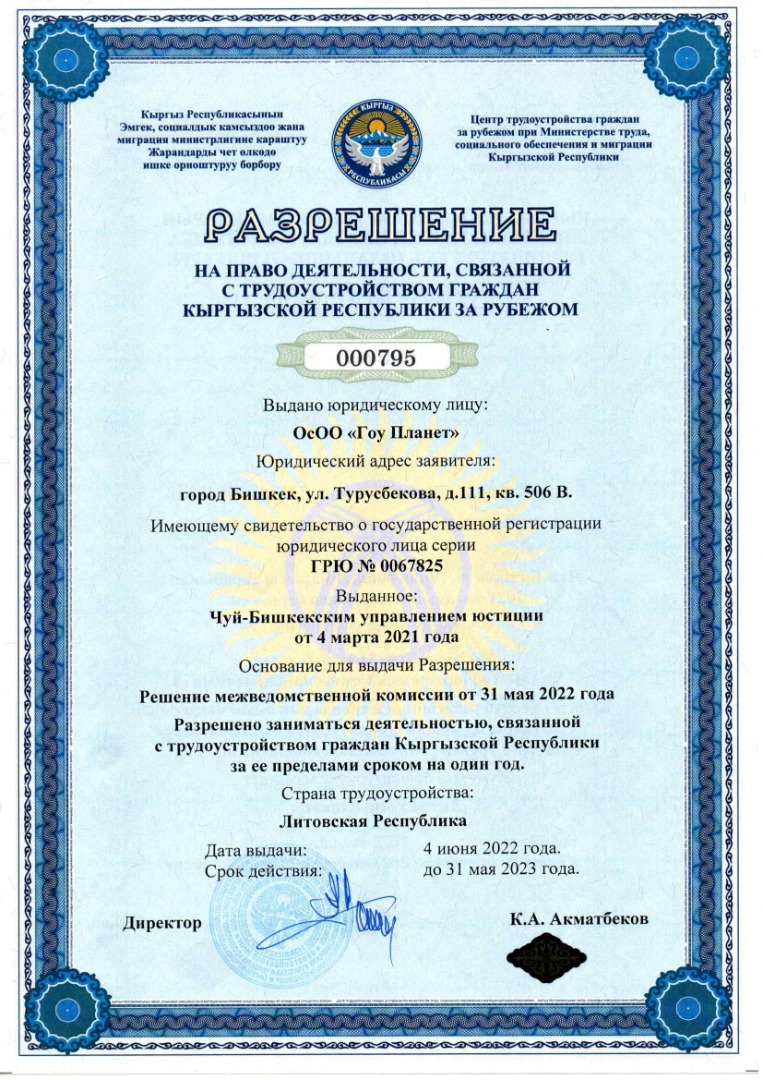 Кыргыз Республикасынын
Эмгек, социалдык камсыздоо жана
миграция министрлигине караштуу
Жарандарды чет өлкөдө
ишке орноштуруу борбору
КЫРГЫЗ
РЕСПУБЛИКАСЫ
Центр трудоустройства граждан
за рубежом при Министерстве труда,
социального обеспечения и миграции
Кыргызской Республики
РАЗРЕШЕНИЕ
НА ПРАВО ДЕЯТЕЛЬНОСТИ, СВЯЗАННОЙ
С ТРУДОУСТРОЙСТВОМ ГРАЖДАН
КЫРГЫЗСКОЙ РЕСПУБЛИКИ ЗА РУБЕЖОМ
000795
Выдано юридическому лицу:
ОсОО «Гоу Планет»
Юридический адрес заявителя:
город Бишкек, ул. Турусбекова, д.111, кв. 506 В.
Имеющему свидетельство о государственной регистрации
юридического лица серии
ГРЮ № 0067825
Выданное:
Чуй-Бишкекским управлением юстиции
от 4 марта 2021 года
Основание для выдачи Разрешения:
Решение межведомственной комиссии от 31 мая 2022 года
Разрешено заниматься деятельностью, связанной
с трудоустройством граждан Кыргызской Республики
за ее пределами сроком на один год.
Страна трудоустройства:
Литовская Республика
Дата выдачи: 4 июня 2022 года.
Срок действия: до 31 мая 2023 года.
Директор К.А. Акматбеков